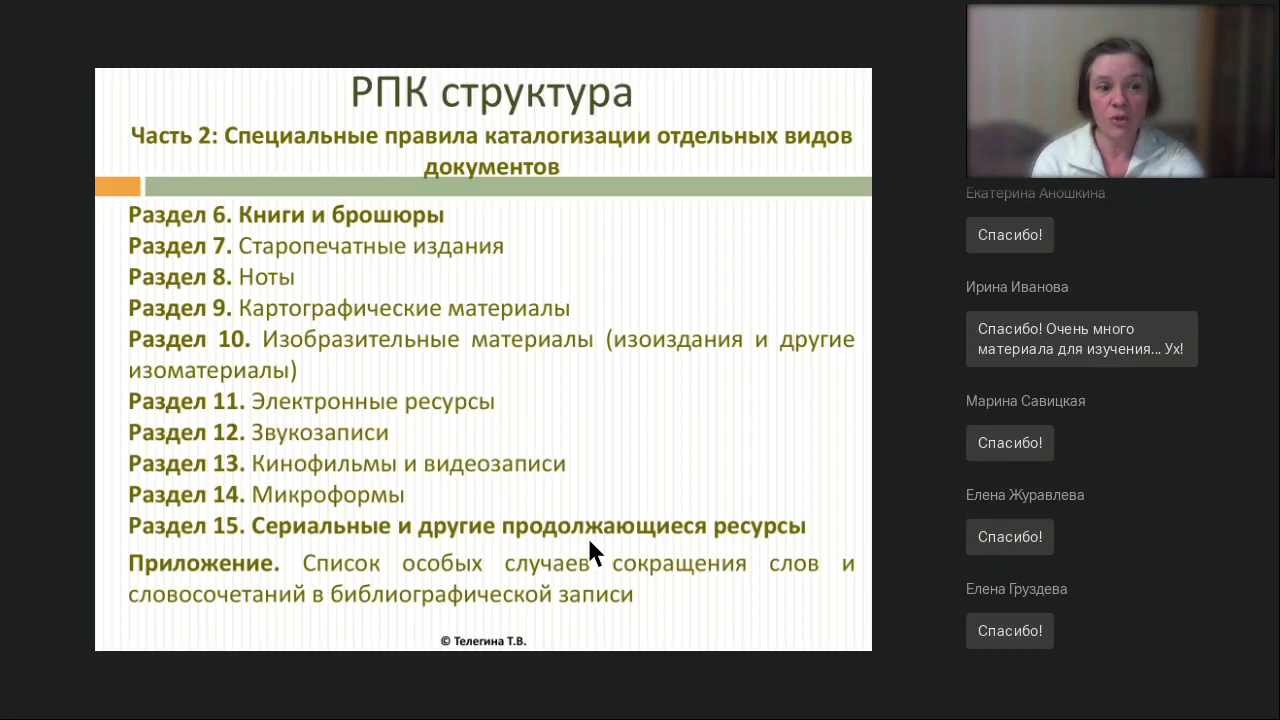 РПК структура
Часть 2: Специальные правила каталогизации отдельных видов
документов
Раздел 6. Книги и брошюры
Раздел 7. Старопечатные издания
Раздел 8. Ноты
Раздел 9. Картографические материалы
Раздел 10. Изобразительные материалы (изоиздания и другие
изоматериалы)
Раздел 11. Электронные ресурсы
Раздел 12. Звукозаписи
Раздел 13. Кинофильмы и видеозаписи
Раздел 14. Микроформы
Раздел 15. Сериальные и другие продолжающиеся ресурсы
Приложение. Список особых случаев сокращения слов и
словосочетаний в библиографической записи
© Телегина Т.В.
Екатерина Аношкина
Спасибо!
Ирина Иванова
Спасибо! Очень много
материала для изучения... Ух!
Марина Савицкая
Спасибо!
Елена Журавлева
Спасибо!
Елена Груздева
Спасибо!